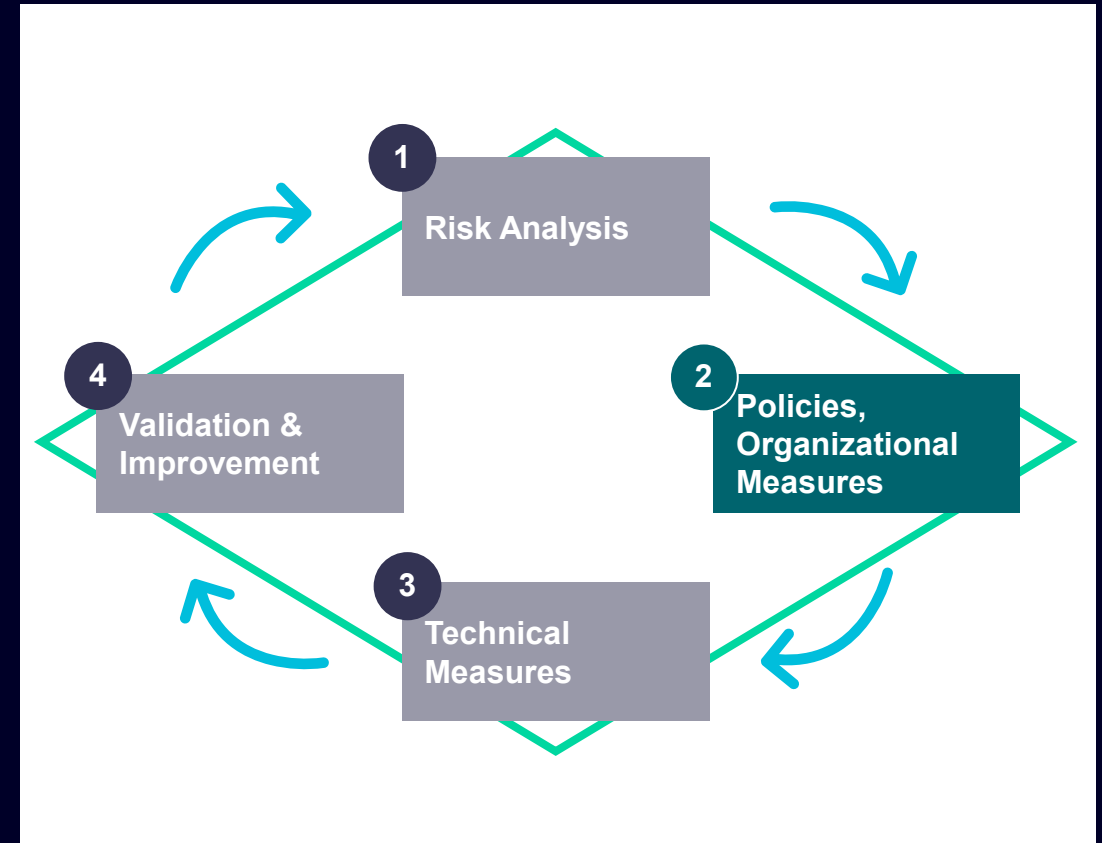 1
Risk Analysis
2
Policies,
Organizational
Measures
3
Technical
Measures
4
Validation &
Improvement